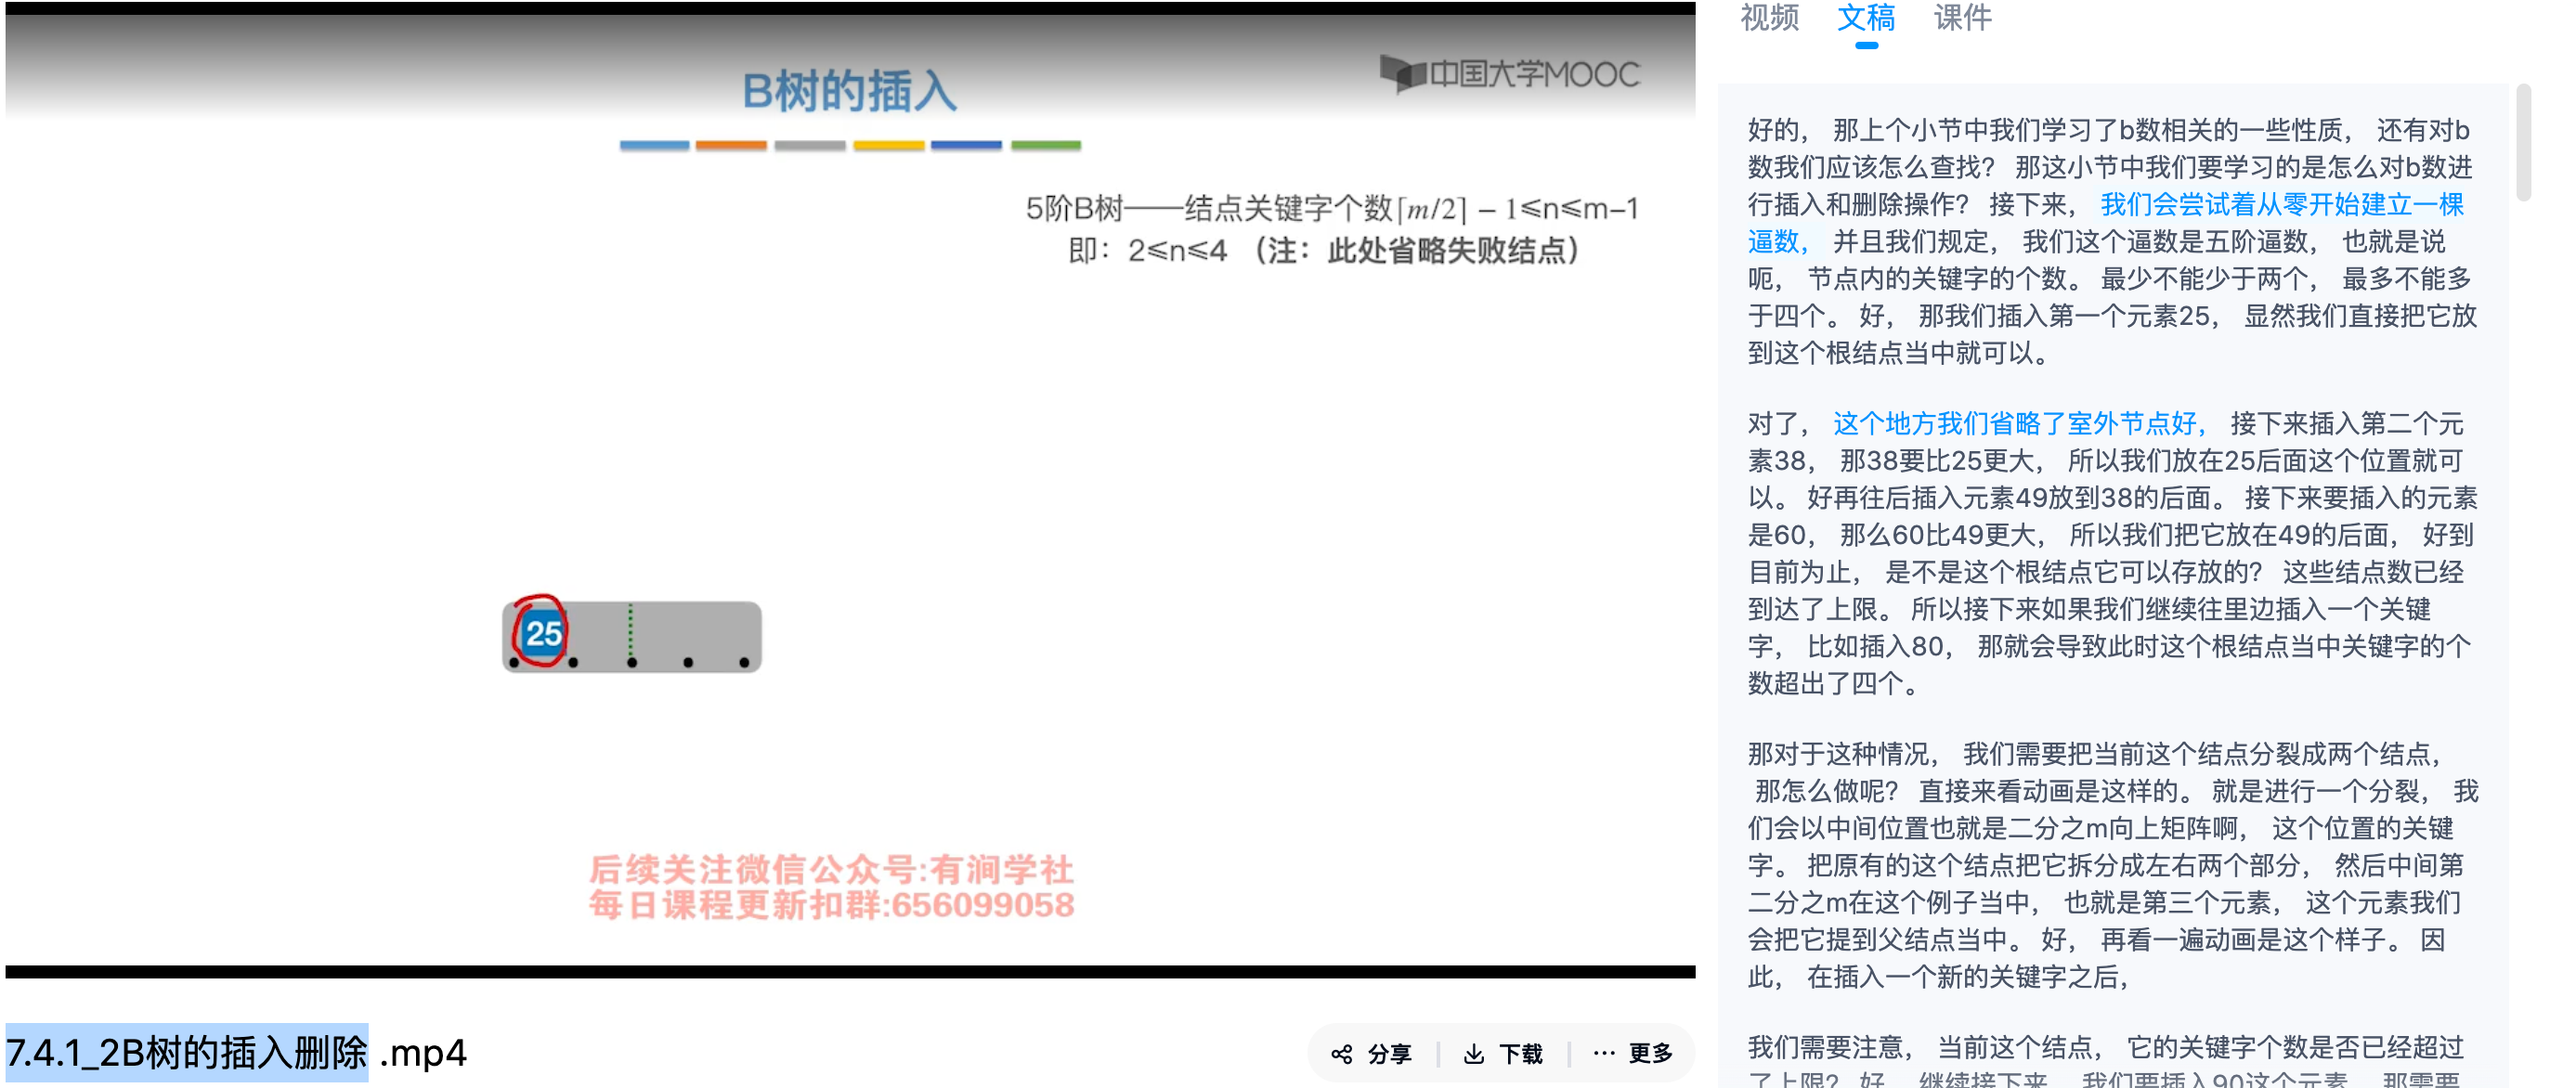 B树的插入
中国大学MOOC
5阶B树——结点关键字个数⌈m/2⌉ − 1≤n≤m–1
即：2≤n≤4 （注：此处省略失败结点）
25
后续关注微信公众号:有涧学社
每日课程更新扣群:656099058
7.4.1_2B树的插入删除 .mp4
分享
下载
更多
视频 文稿 课件
好的， 那上个小节中我们学习了b数相关的一些性质， 还有对b
数我们应该怎么查找？ 那这小节中我们要学习的是怎么对b数进
行插入和删除操作？ 接下来， 我们会尝试着从零开始建立一棵
逼数， 并且我们规定， 我们这个逼数是五阶逼数， 也就是说
呃， 节点内的关键字的个数。 最少不能少于两个， 最多不能多
于四个。 好， 那我们插入第一个元素25， 显然我们直接把它放
到这个根结点当中就可以。
对了， 这个地方我们省略了室外节点好， 接下来插入第二个元
素38， 那38要比25更大， 所以我们放在25后面这个位置就可
以。 好再往后插入元素49放到38的后面。 接下来要插入的元素
是60， 那么60比49更大， 所以我们把它放在49的后面， 好到
目前为止， 是不是这个根结点它可以存放的？ 这些结点数已经
到达了上限。 所以接下来如果我们继续往里边插入一个关键
字， 比如插入80， 那就会导致此时这个根结点当中关键字的个
数超出了四个。
那对于这种情况， 我们需要把当前这个结点分裂成两个结点，
那怎么做呢？ 直接来看动画是这样的。 就是进行一个分裂， 我
们会以中间位置也就是二分之m向上矩阵啊， 这个位置的关键
字。 把原有的这个结点把它拆分成左右两个部分， 然后中间第
二分之m在这个例子当中， 也就是第三个元素， 这个元素我们
会把它提到父结点当中。 好， 再看一遍动画是这个样子。 因
此， 在插入一个新的关键字之后，
我们需要注意， 当前这个结点， 它的关键字个数是否已经超过
了上限？ 好， 继续接下来， 我们要插入90这个元素， 那需要